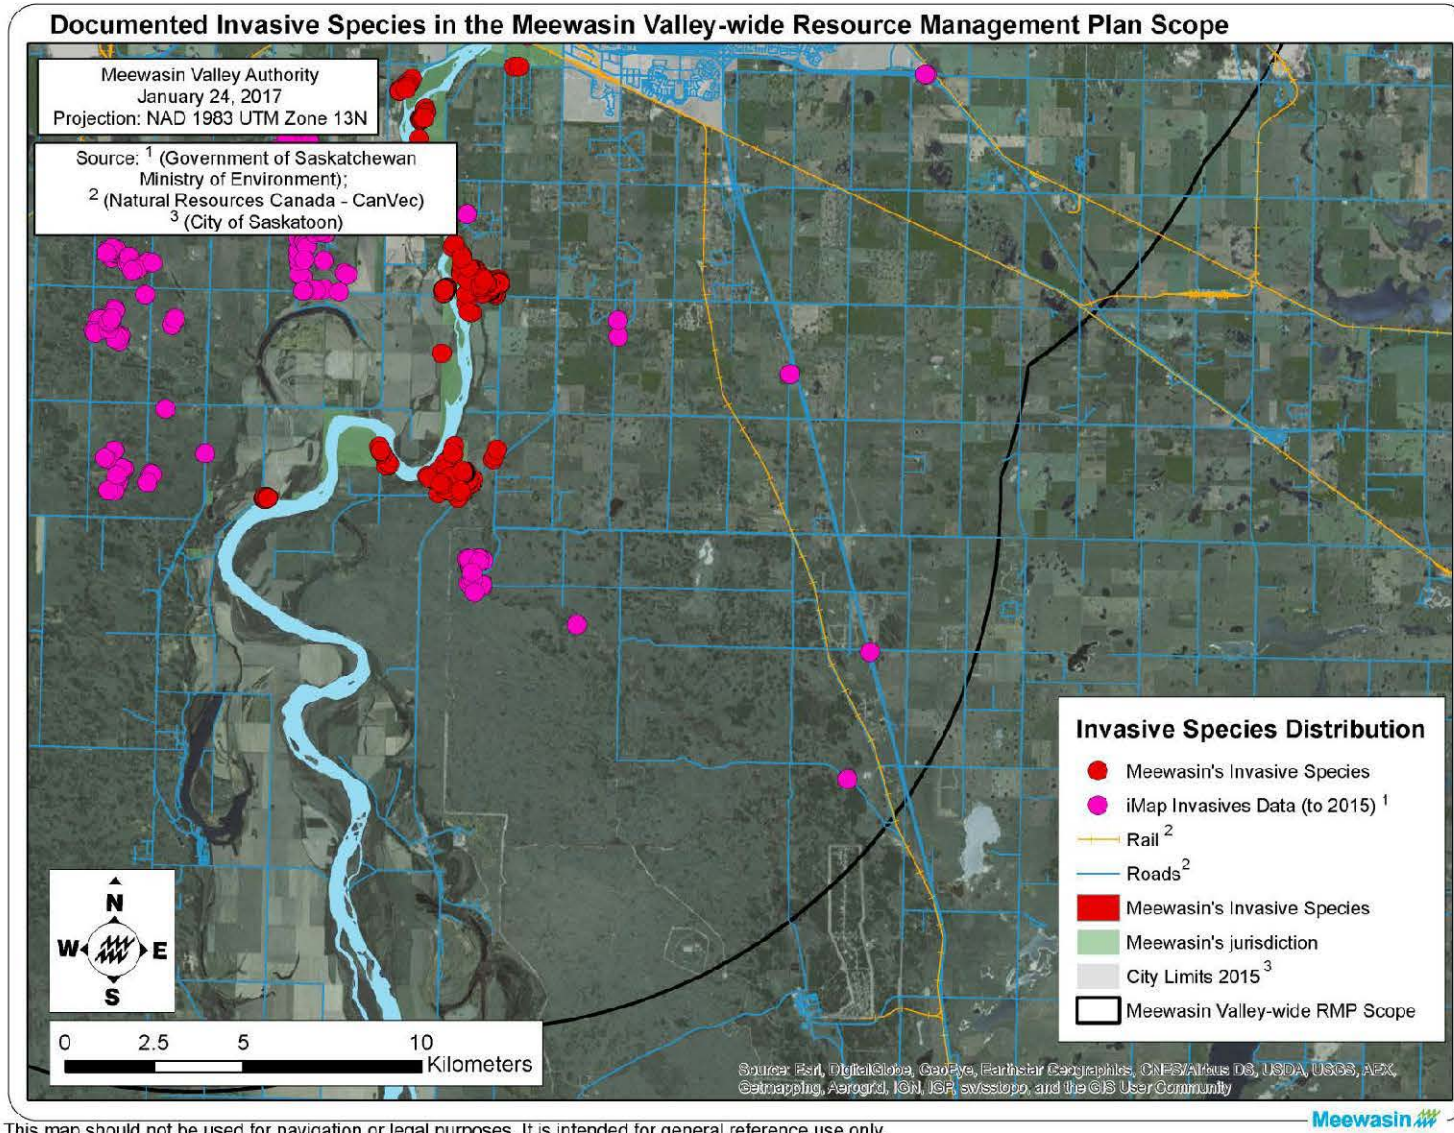 Documented Invasive Species in the Meewasin Valley-wide Resource Management Plan Scope
Meewasin Valley Authority
January 24, 2017
Projection: NAD 1983 UTM Zone 13N
Source: 1 (Government of Saskatchewan
Ministry of Environment);
2 (Natural Resources Canada - CanVec)
3 (City of Saskatoon)
Invasive Species Distribution
Meewasin's Invasive Species
iMap Invasives Data (to 2015) 1
Rail 2
Roads 2
Meewasin's Invasive Species
Meewasin's jurisdiction
City Limits 2015 3
Meewasin Valley-wide RMP Scope
N
W E
S
0 2.5 5 10
Kilometers
Source: Esri, DigitalGlobe, GeoEye, Earthstar Geographics, CNES/Airbus DS, USDA, USGS, AEX,
Getmapping, Aerogrid, IGN, IGP, swisstopo, and the GIS User Community
Meewasin
This map should not be used for navigation or legal purposes. It is intended for general reference use only.